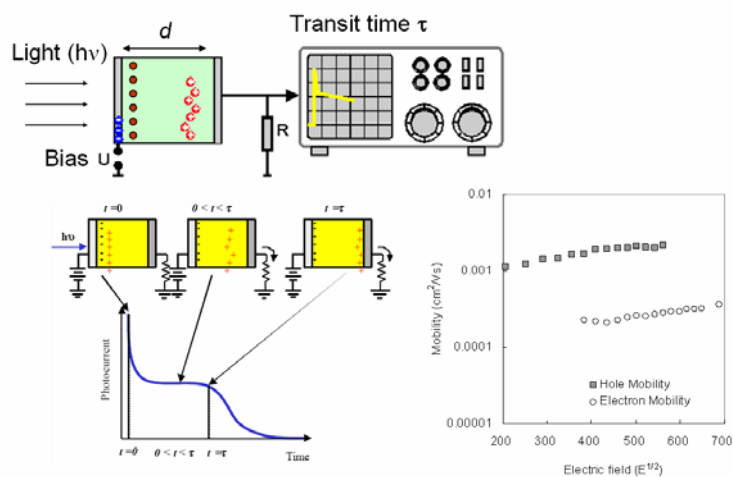 d
Transit time τ
Light (hν)
R
Bias U
t =0
0 < t < τ
t =τ
hυ
Photocurrent
t =0
0 < t < τ
t =τ
Time
0.01
0.001
0.0001
0.00001
Mobility (cm²/Vs)
Hole Mobility
Electron Mobility
200 300 400 500 600 700
Electric field (E^1/2)